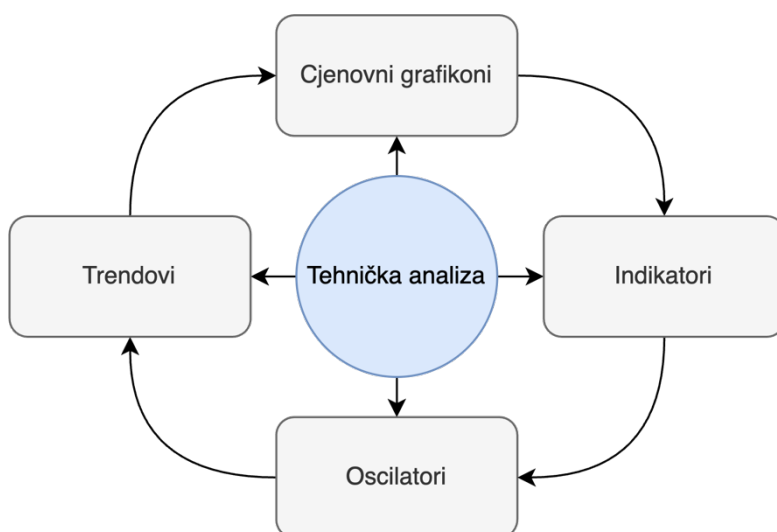 Cjenovni grafikoni
Trendovi
Tehnička analiza
Indikatori
Oscilatori